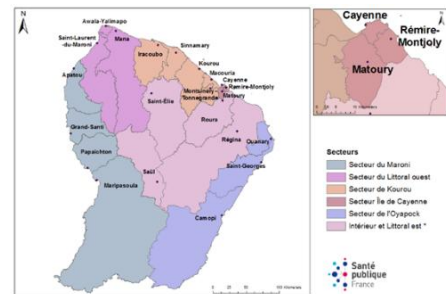 Awala-Yalimapo
Mana
Saint-Laurent
-du-Maroni
Iracoubo
Sinnamary
Kourou
Macouria
Cayenne
Remire-Montjoly
Matoury
Montsinery
-Tonnegrande
Apatou
Saint-Élie
Roura
Grand-Santi
Régina
Ouanary
Papaïchton
Saint-Georges
Saül
Maripasoula
Camopi
Cayenne
Rémire-
Montjoly
Matoury
Secteurs
Secteur du Maroni
Secteur du Littoral ouest
Secteur de Kourou
Secteur Île de Cayenne
Secteur de l'Oyapock
Intérieur et Littoral est *
Santé
publique
France